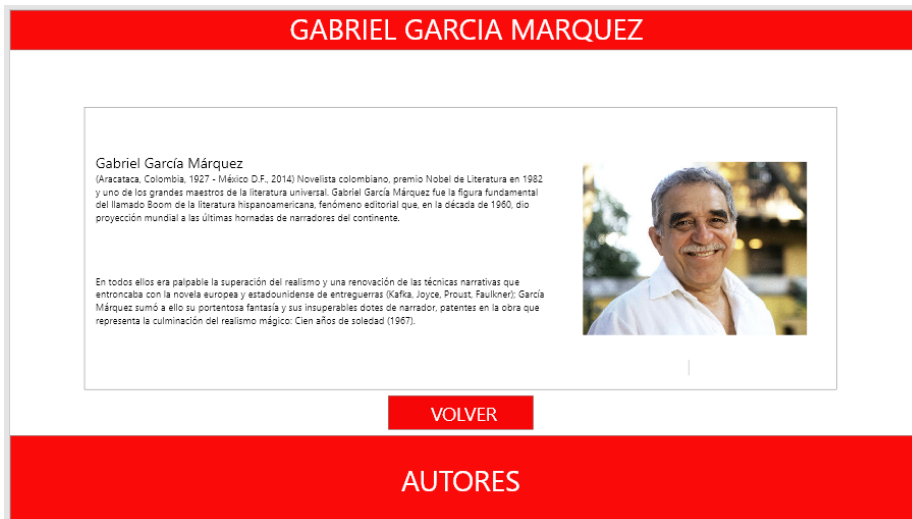 GABRIEL GARCIA MARQUEZ
Gabriel García Márquez
(Aracataca, Colombia, 1927 - México D.F., 2014) Novelista colombiano, premio Nobel de Literatura en 1982
y uno de los grandes maestros de la literatura universal. Gabriel García Márquez fue la figura fundamental
del llamado Boom de la literatura hispanoamericana, fenómeno editorial que, en la década de 1960, dio
proyección mundial a las últimas hornadas de narradores del continente.
En todos ellos era palpable la superación del realismo y una renovación de las técnicas narrativas que
entroncaba con la novela europea y estadounidense de entreguerras (Kafka, Joyce, Proust, Faulkner); García
Márquez sumó a ello su portentosa fantasía y sus insuperables dotes de narrador, patentes en la obra que
representa la culminación del realismo mágico: Cien años de soledad (1967).
VOLVER
AUTORES